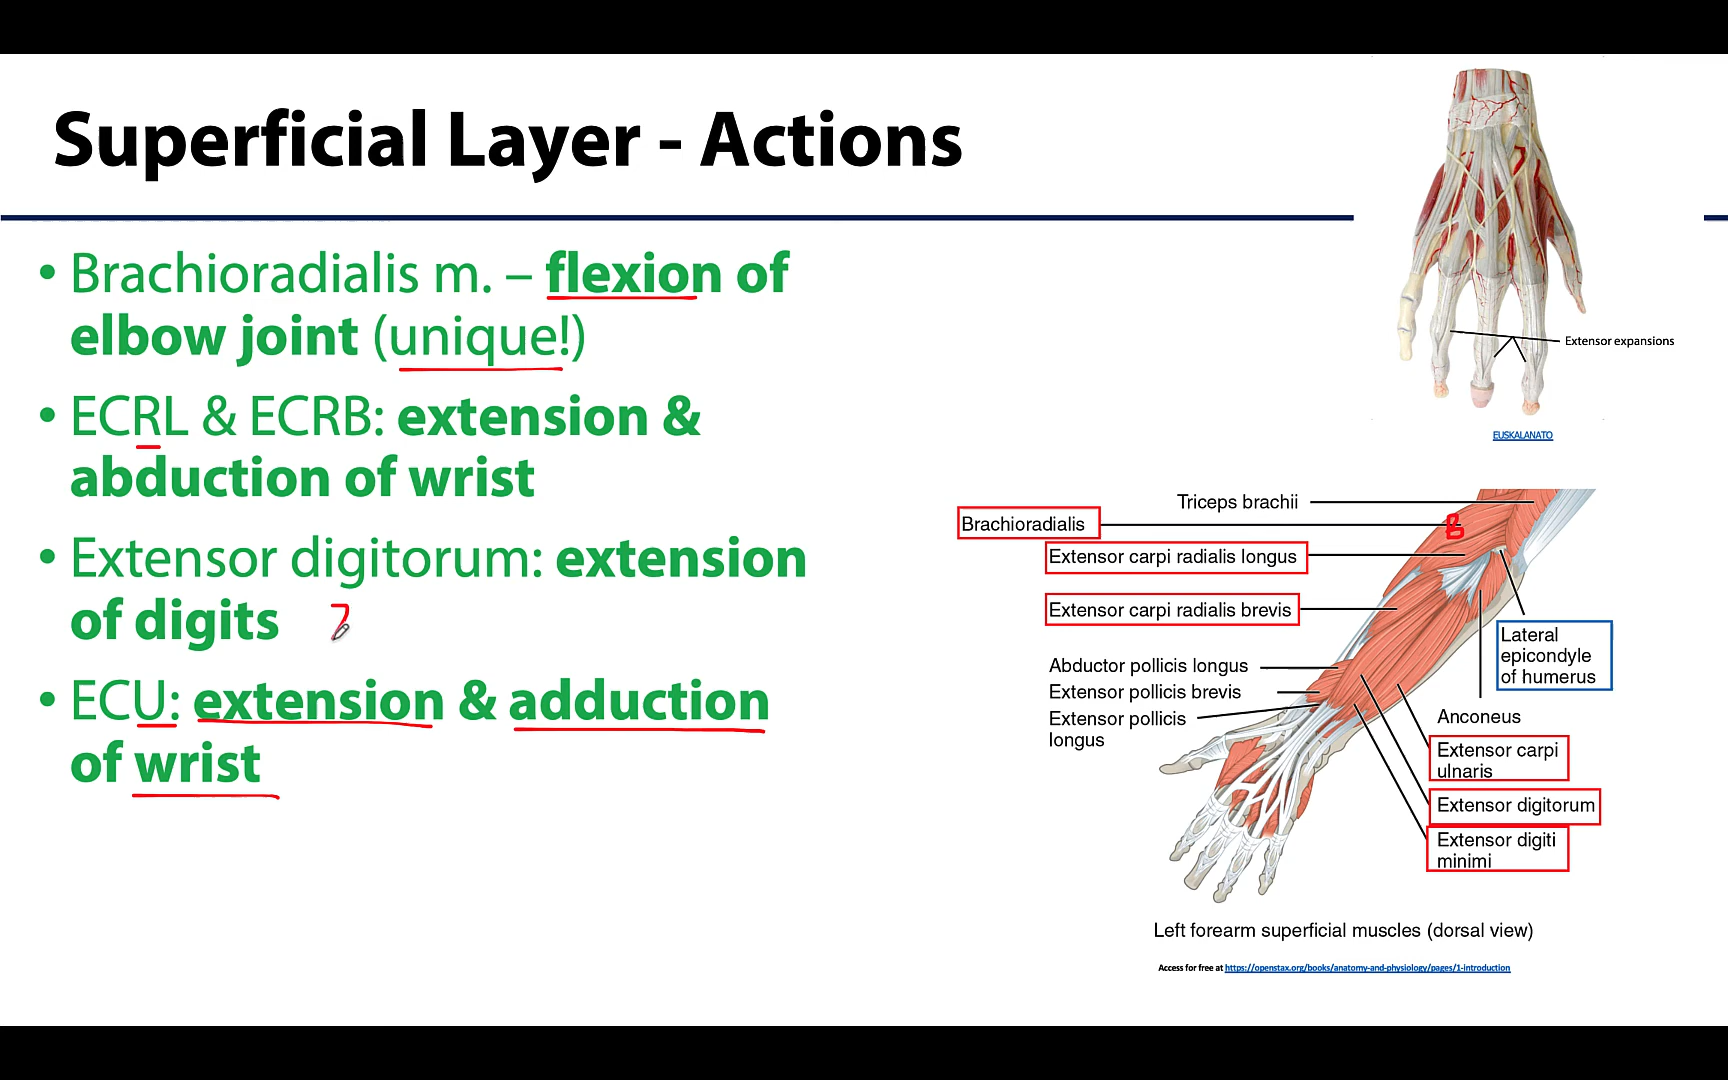 Superficial Layer - Actions
• Brachioradialis m. – flexion of
elbow joint (unique!)
• ECRL & ECRB: extension &
abduction of wrist
• Extensor digitorum: extension
of digits
• ECU: extension & adduction
of wrist
Extensor expansions
EUSKALANATO
Triceps brachii
Brachioradialis
B
Extensor carpi radialis longus
Extensor carpi radialis brevis
Lateral
epicondyle
of humerus
Abductor pollicis longus
Extensor pollicis brevis
Extensor pollicis
longus
Anconeus
Extensor carpi
ulnaris
Extensor digitorum
Extensor digiti
minimi
Left forearm superficial muscles (dorsal view)
Access for free at https://openstax.org/books/anatomy-and-physiology/pages/1-introduction